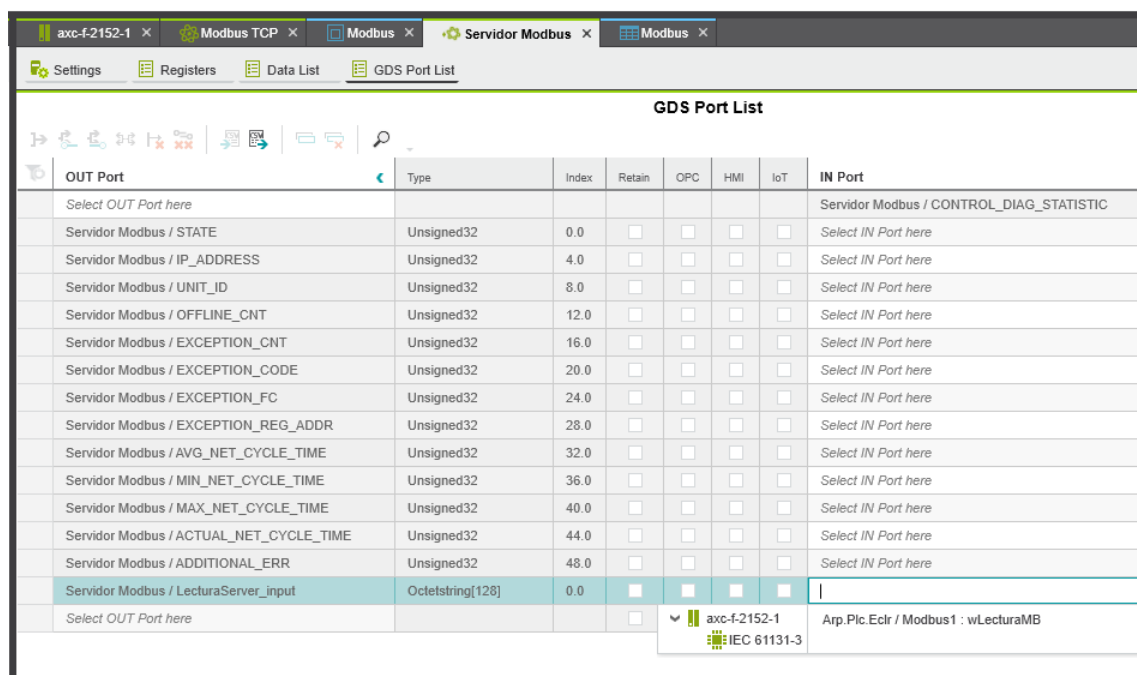 axc-f-2152-1 × Modbus TCP × Modbus × Servidor Modbus × Modbus ×
Settings Registers Data List GDS Port List
GDS Port List
CSV CSV
OUT Port Type Index Retain OPC HMI IoT IN Port
Select OUT Port here Servidor Modbus / CONTROL_DIAG_STATISTIC
Servidor Modbus / STATE Unsigned32 0.0 Select IN Port here
Servidor Modbus / IP_ADDRESS Unsigned32 4.0 Select IN Port here
Servidor Modbus / UNIT_ID Unsigned32 8.0 Select IN Port here
Servidor Modbus / OFFLINE_CNT Unsigned32 12.0 Select IN Port here
Servidor Modbus / EXCEPTION_CNT Unsigned32 16.0 Select IN Port here
Servidor Modbus / EXCEPTION_CODE Unsigned32 20.0 Select IN Port here
Servidor Modbus / EXCEPTION_FC Unsigned32 24.0 Select IN Port here
Servidor Modbus / EXCEPTION_REG_ADDR Unsigned32 28.0 Select IN Port here
Servidor Modbus / AVG_NET_CYCLE_TIME Unsigned32 32.0 Select IN Port here
Servidor Modbus / MIN_NET_CYCLE_TIME Unsigned32 36.0 Select IN Port here
Servidor Modbus / MAX_NET_CYCLE_TIME Unsigned32 40.0 Select IN Port here
Servidor Modbus / ACTUAL_NET_CYCLE_TIME Unsigned32 44.0 Select IN Port here
Servidor Modbus / ADDITIONAL_ERR Unsigned32 48.0 Select IN Port here
Servidor Modbus / LecturaServer_input Octetstring[128] 0.0
Select OUT Port here axc-f-2152-1 Arp.Plc.Eclr / Modbus1 : wLecturaMB
IEC 61131-3